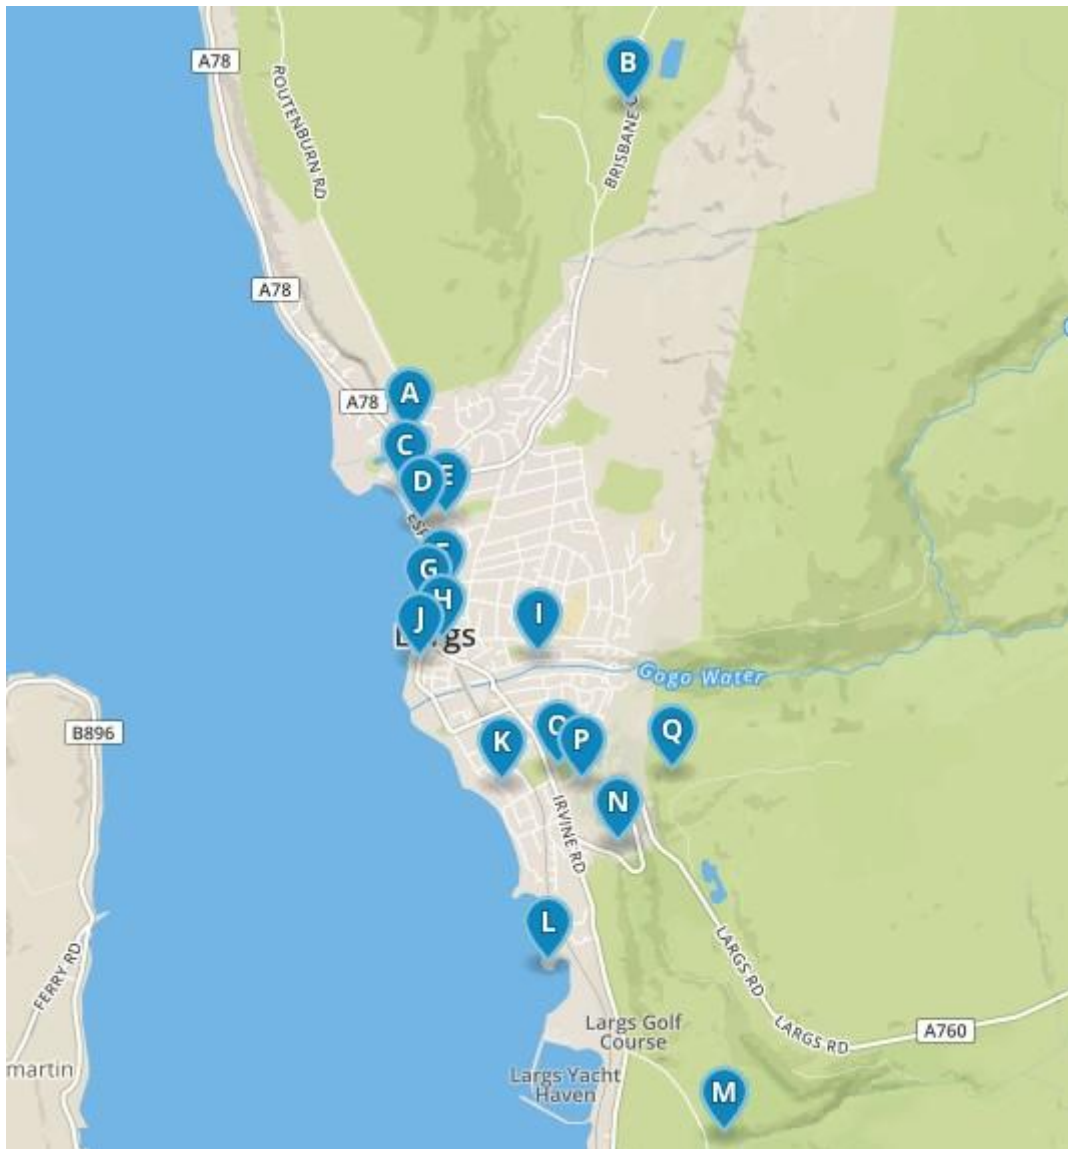 A78
B
ROUTENBURN RD
BRISBANE
A78
A
A78
C
E
D
G
H
J
I
Largs
Gogo Water
B896
K
O
P
Q
N
IRVINE RD
L
FERRY RD
LARGS RD
Largs Golf
Course
LARGS RD
A760
martin
Largs Yacht
Haven
M